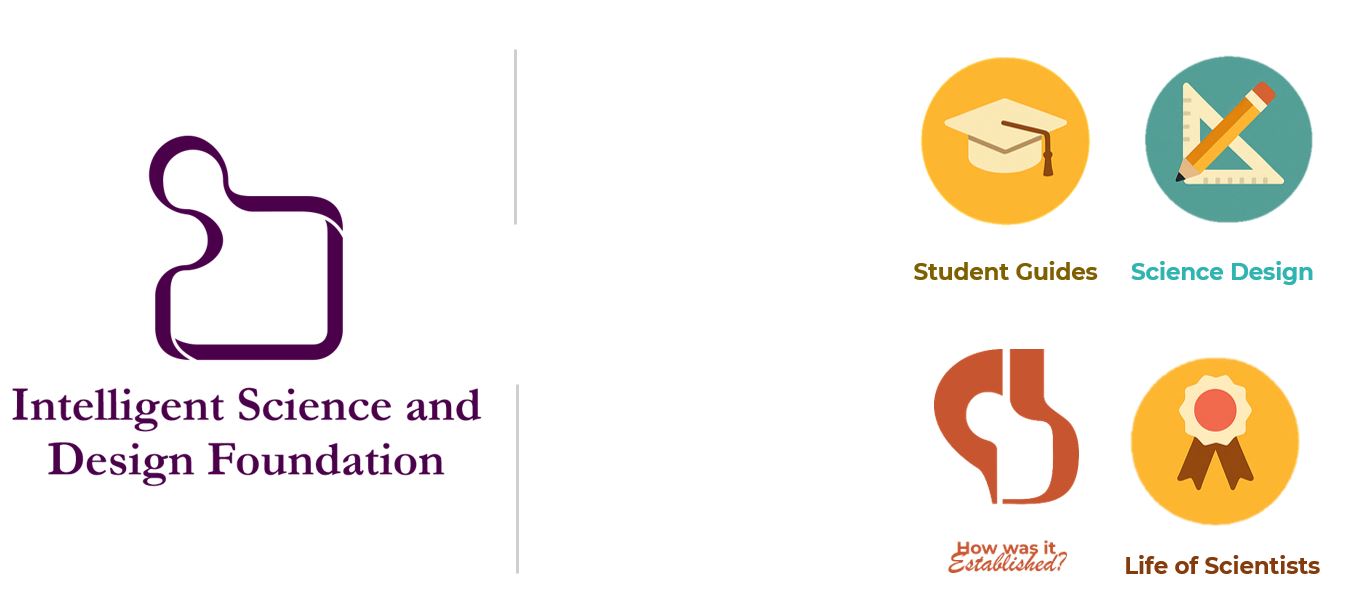 Intelligent Science and
Design Foundation
Student Guides
Science Design
How was it
Established?
Life of Scientists